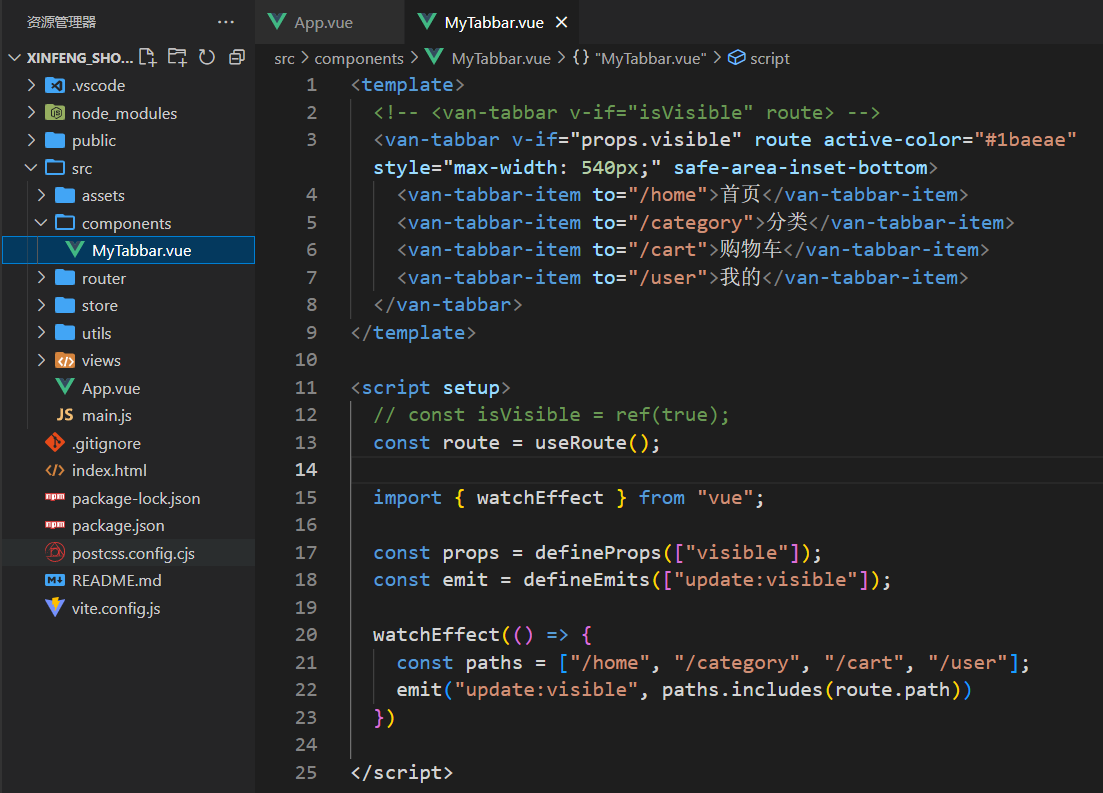 资源管理器
XINFENG_SHO...
.vscode
node_modules
public
src
assets
components
MyTabbar.vue
router
store
utils
views
App.vue
JS main.js
.gitignore
index.html
package-lock.json
package.json
postcss.config.cjs
README.md
vite.config.js
App.vue MyTabbar.vue
src > components > MyTabbar.vue > {} "MyTabbar.vue" > script
1 <template>
2 <!-- <van-tabbar v-if="isVisible" route> -->
3 <van-tabbar v-if="props.visible" route active-color="#1baeae"
style="max-width: 540px;" safe-area-inset-bottom>
4 <van-tabbar-item to="/home">首页</van-tabbar-item>
5 <van-tabbar-item to="/category">分类</van-tabbar-item>
6 <van-tabbar-item to="/cart">购物车</van-tabbar-item>
7 <van-tabbar-item to="/user">我的</van-tabbar-item>
8 </van-tabbar>
9 </template>
10
11 <script setup>
12 // const isVisible = ref(true);
13 const route = useRoute();
14
15 import { watchEffect } from "vue";
16
17 const props = defineProps(["visible"]);
18 const emit = defineEmits(["update:visible"]);
19
20 watchEffect(() => {
21 const paths = ["/home", "/category", "/cart", "/user"];
22 emit("update:visible", paths.includes(route.path))
23 })
24
25 </script>